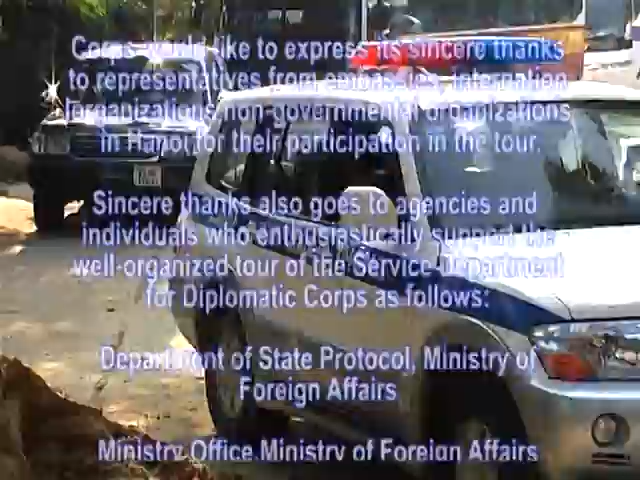 Corps would like to express its sincere thanks
to representatives from embassies, internation
organizations, non-governmental organizations
in Hanoi for their participation in the tour.
Sincere thanks also goes to agencies and
individuals who enthusiastically support the
well-organized tour of the Service Department
for Diplomatic Corps as follows:
Department of State Protocol, Ministry of
Foreign Affairs
Ministry Office Ministry of Foreign Affairs